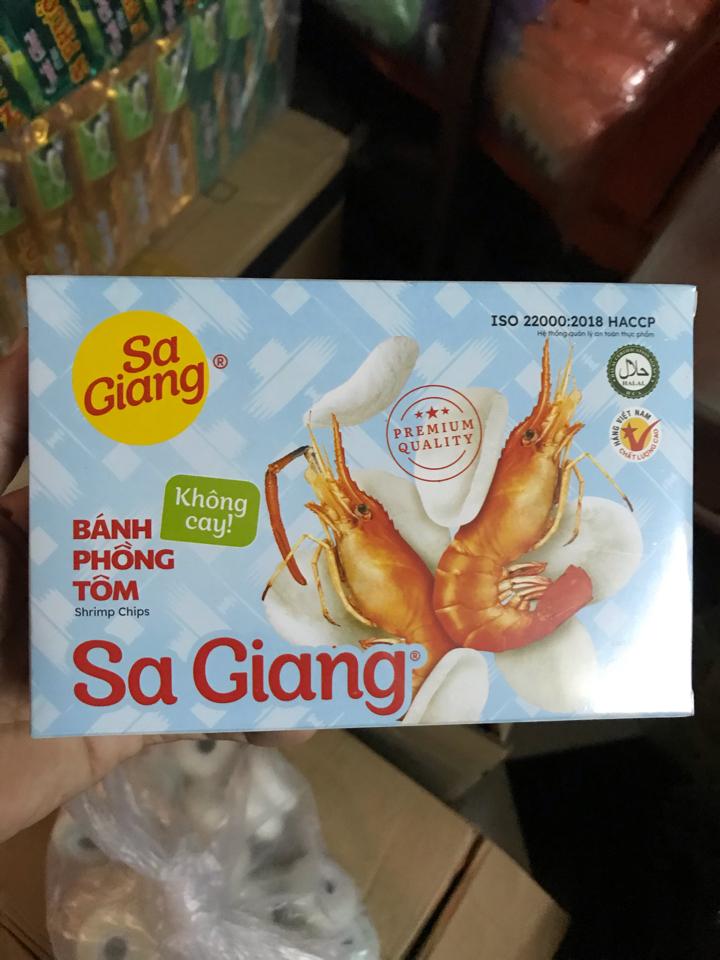 Sa
Giang®
ISO 22000:2018 HACCP
Hệ thống quản lý an toàn thực phẩm
حلال
HALAL
HÀNG VIỆT NAM
CHẤT LƯỢNG CAO
PREMIUM
QUALITY
Không
cay!
BÁNH
PHỒNG
TÔM
Shrimp Chips
Sa Giang®